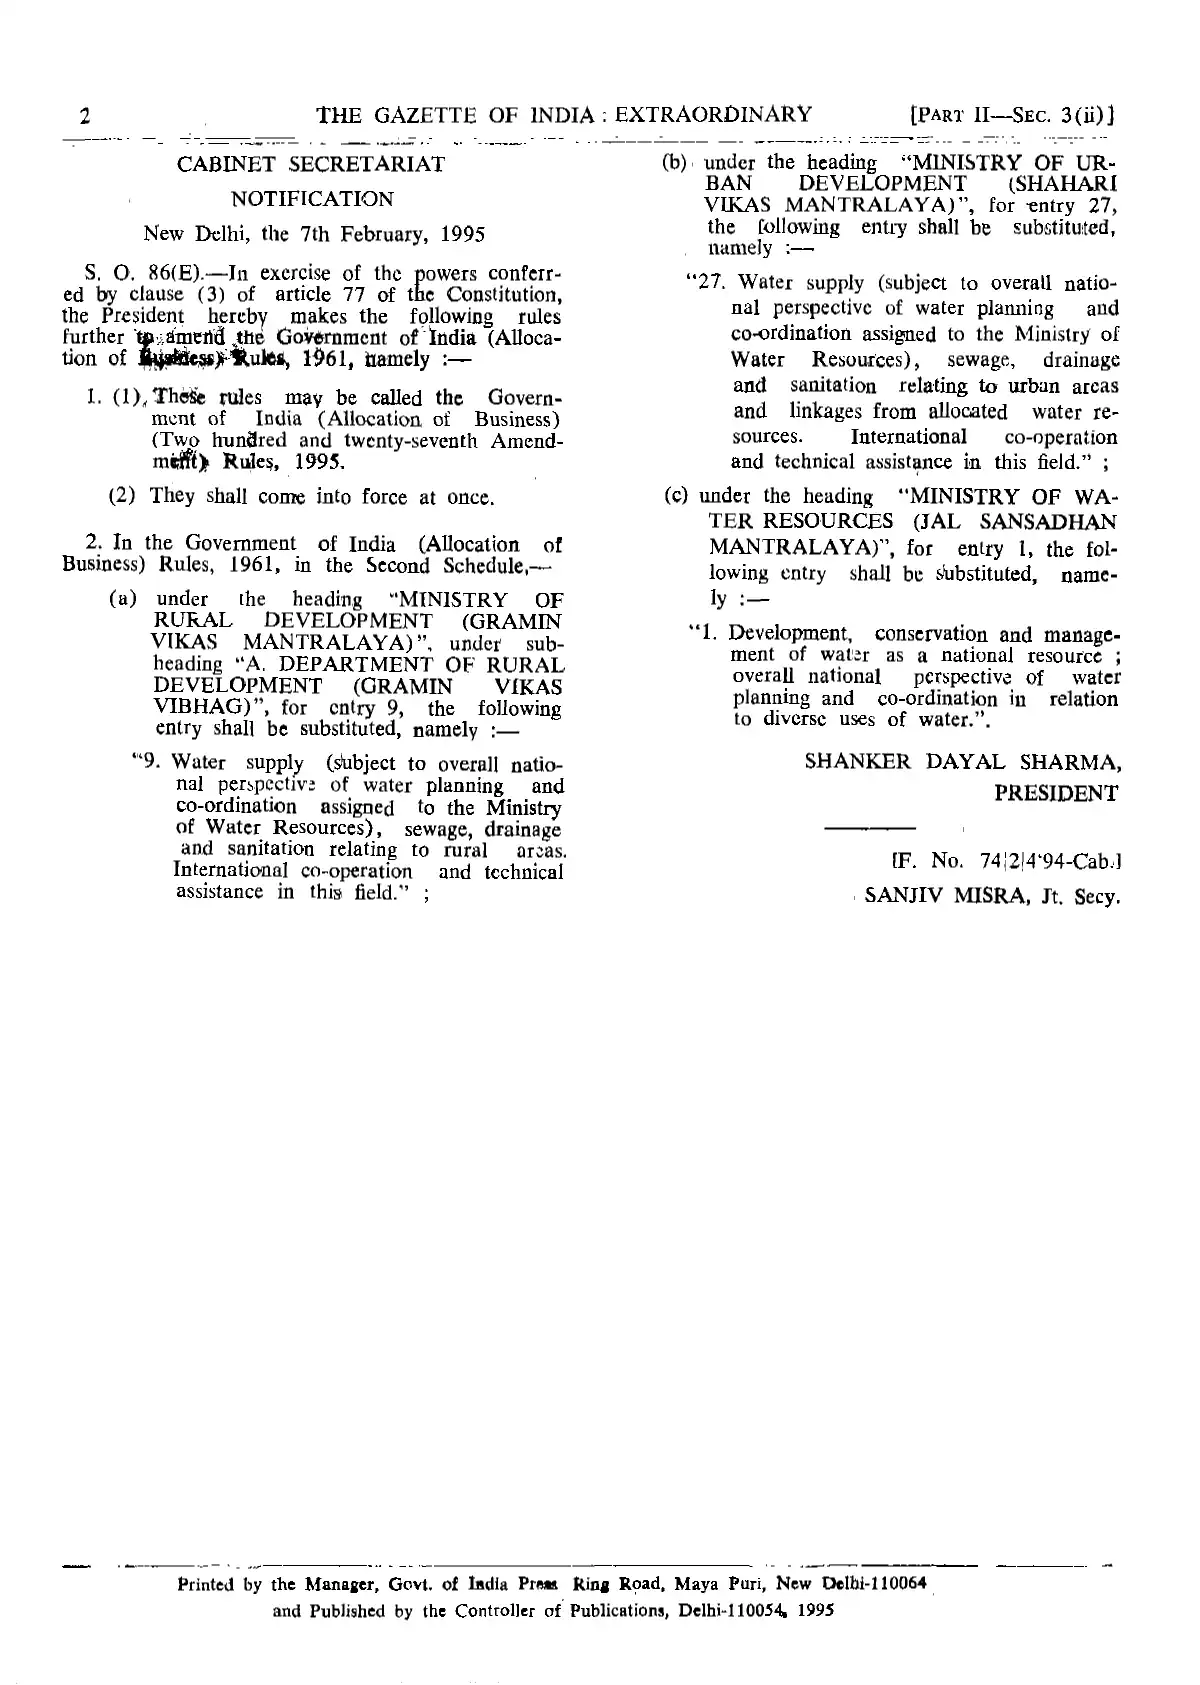 2 THE GAZETTE OF INDIA : EXTRAORDINARY [PART II—SEC. 3(ii)]
CABINET SECRETARIAT
NOTIFICATION
New Delhi, the 7th February, 1995
S. O. 86(E).—In exercise of the powers conferr-
ed by clause (3) of article 77 of the Constitution,
the President hereby makes the following rules
further to amend the Government of India (Alloca-
tion of Business) Rules, 1961, namely :—
1. (1) These rules may be called the Govern-
ment of India (Allocation of Business)
(Two hundred and twenty-seventh Amend-
ment) Rules, 1995.
(2) They shall come into force at once.
2. In the Government of India (Allocation of
Business) Rules, 1961, in the Second Schedule,—
(a) under the heading "MINISTRY OF
RURAL DEVELOPMENT (GRAMIN
VIKAS MANTRALAYA)", under sub-
heading "A. DEPARTMENT OF RURAL
DEVELOPMENT (GRAMIN VIKAS
VIBHAG)", for entry 9, the following
entry shall be substituted, namely :—
"9. Water supply (subject to overall natio-
nal perspective of water planning and
co-ordination assigned to the Ministry
of Water Resources), sewage, drainage
and sanitation relating to rural areas.
International co-operation and technical
assistance in this field." ;
(b) under the heading "MINISTRY OF UR-
BAN DEVELOPMENT (SHAHARI
VIKAS MANTRALAYA)", for entry 27,
the following entry shall be substituted,
namely :—
"27. Water supply (subject to overall natio-
nal perspective of water planning and
co-ordination assigned to the Ministry of
Water Resources), sewage, drainage
and sanitation relating to urban areas
and linkages from allocated water re-
sources. International co-operation
and technical assistance in this field." ;
(c) under the heading "MINISTRY OF WA-
TER RESOURCES (JAL SANSADHAN
MANTRALAYA)", for entry 1, the fol-
lowing entry shall be substituted, name-
ly :—
"1. Development, conservation and manage-
ment of water as a national resource ;
overall national perspective of water
planning and co-ordination in relation
to diverse uses of water.".
SHANKER DAYAL SHARMA,
PRESIDENT
[F. No. 74|2|4'94-Cab.]
SANJIV MISRA, Jt. Secy.
Printed by the Manager, Govt. of India Press Ring Road, Maya Puri, New Delhi-110064
and Published by the Controller of Publications, Delhi-110054, 1995